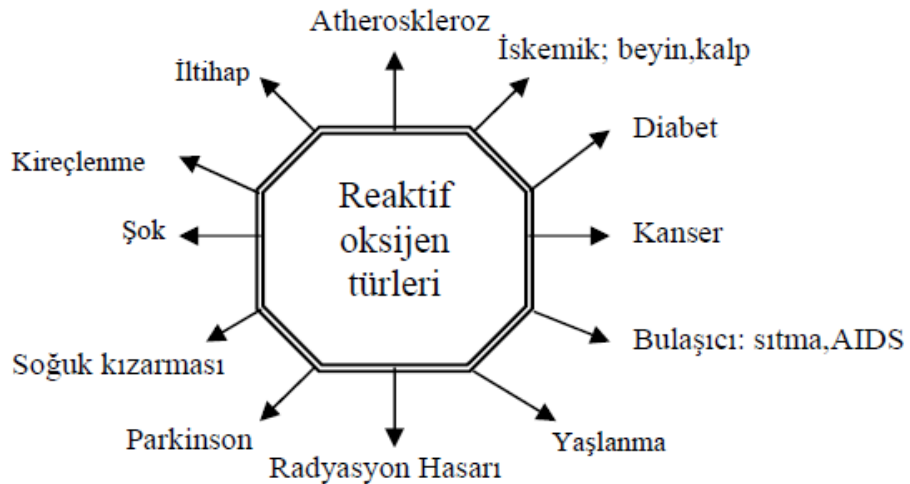 Atheroskleroz
İskemik; beyin,kalp
İltihap
Diabet
Kireçlenme
Reaktif
oksijen
türleri
Şok
Kanser
Bulaşıcı: sıtma,AIDS
Soğuk kızarması
Parkinson
Yaşlanma
Radyasyon Hasarı